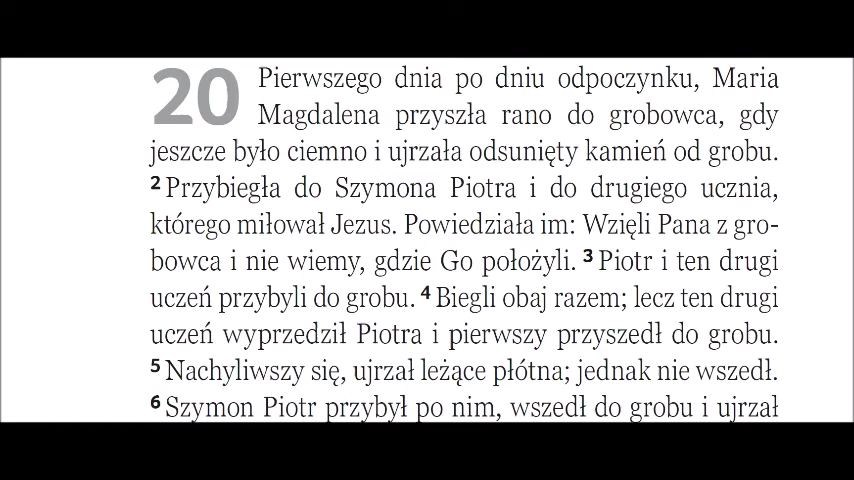 20 Pierwszego dnia po dniu odpoczynku, Maria
Magdalena przyszła rano do grobowca, gdy
jeszcze było ciemno i ujrzała odsunięty kamień od grobu.
2 Przybiegła do Szymona Piotra i do drugiego ucznia,
którego miłował Jezus. Powiedziała im: Wzięli Pana z gro-
bowca i nie wiemy, gdzie Go położyli. 3 Piotr i ten drugi
uczeń przybyli do grobu. 4 Biegli obaj razem; lecz ten drugi
uczeń wyprzedził Piotra i pierwszy przyszedł do grobu.
5 Nachyliwszy się, ujrzał leżące płótna; jednak nie wszedł.
6 Szymon Piotr przybył po nim, wszedł do grobu i ujrzał